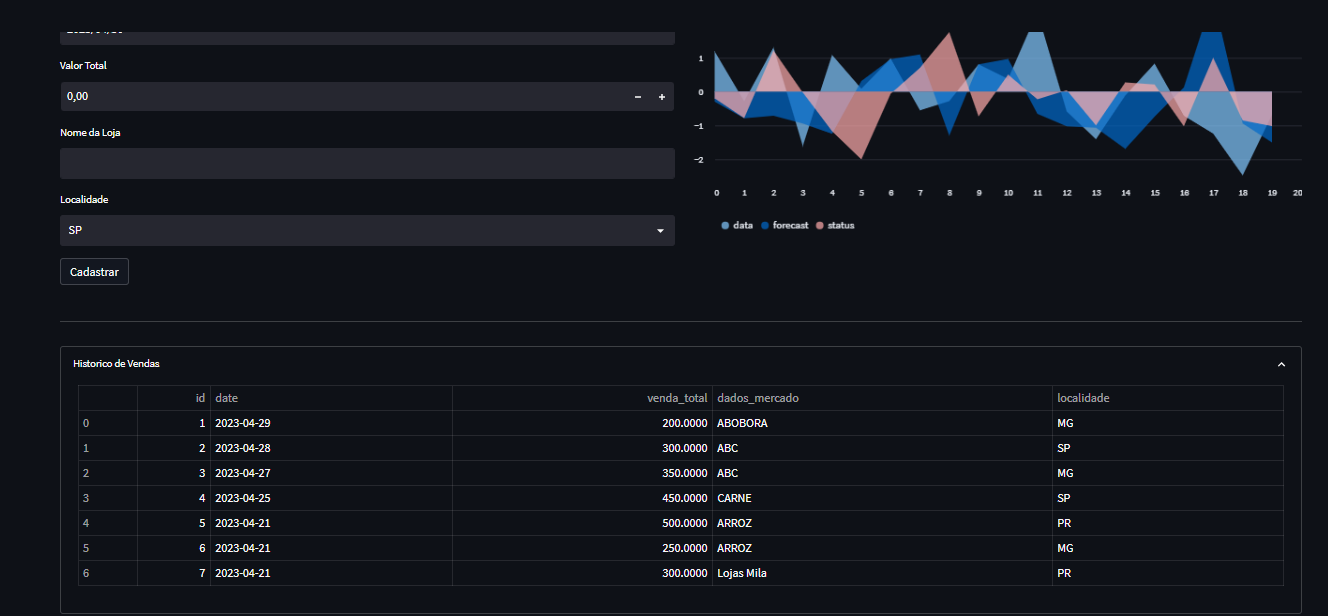 Valor Total
0,00 − +
Nome da Loja
Localidade
SP
Cadastrar
1
0
−1
−2
0 1 2 3 4 5 6 7 8 9 10 11 12 13 14 15 16 17 18 19 20
data forecast status
Historico de Vendas
id date venda_total dados_mercado localidade
0 1 2023-04-29 200.0000 ABOBORA MG
1 2 2023-04-28 300.0000 ABC SP
2 3 2023-04-27 350.0000 ABC MG
3 4 2023-04-25 450.0000 CARNE SP
4 5 2023-04-21 500.0000 ARROZ PR
5 6 2023-04-21 250.0000 ARROZ MG
6 7 2023-04-21 300.0000 Lojas Mila PR